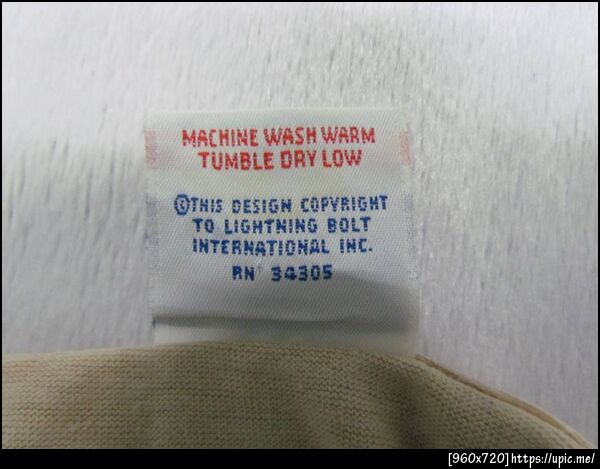 MACHINE WASH WARM
TUMBLE DRY LOW
©THIS DESIGN COPYRIGHT
TO LIGHTNING BOLT
INTERNATIONAL INC.
RN 34305
[960x720]https://upic.me/